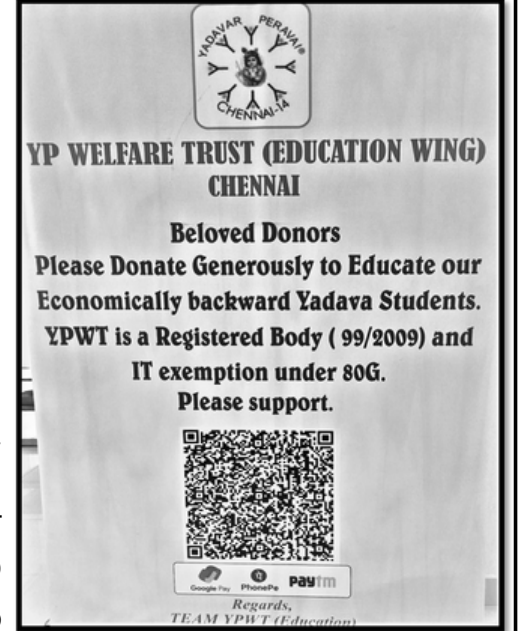 YADAVAR PERAVAI®
CHENNAI-14
YP WELFARE TRUST (EDUCATION WING)
CHENNAI
Beloved Donors
Please Donate Generously to Educate our
Economically backward Yadava Students.
YPWT is a Registered Body ( 99/2009) and
IT exemption under 80G.
Please support.
Google Pay PhonePe Paytm
Regards,
TEAM YPWT (Education)